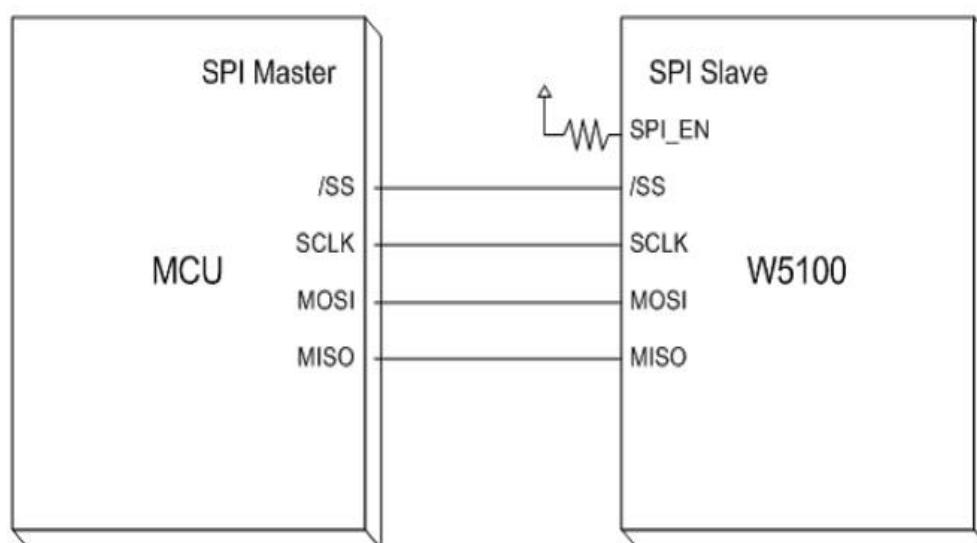 SPI Master
/SS
SCLK
MCU
MOSI
MISO
SPI Slave
SPI_EN
/SS
SCLK
W5100
MOSI
MISO